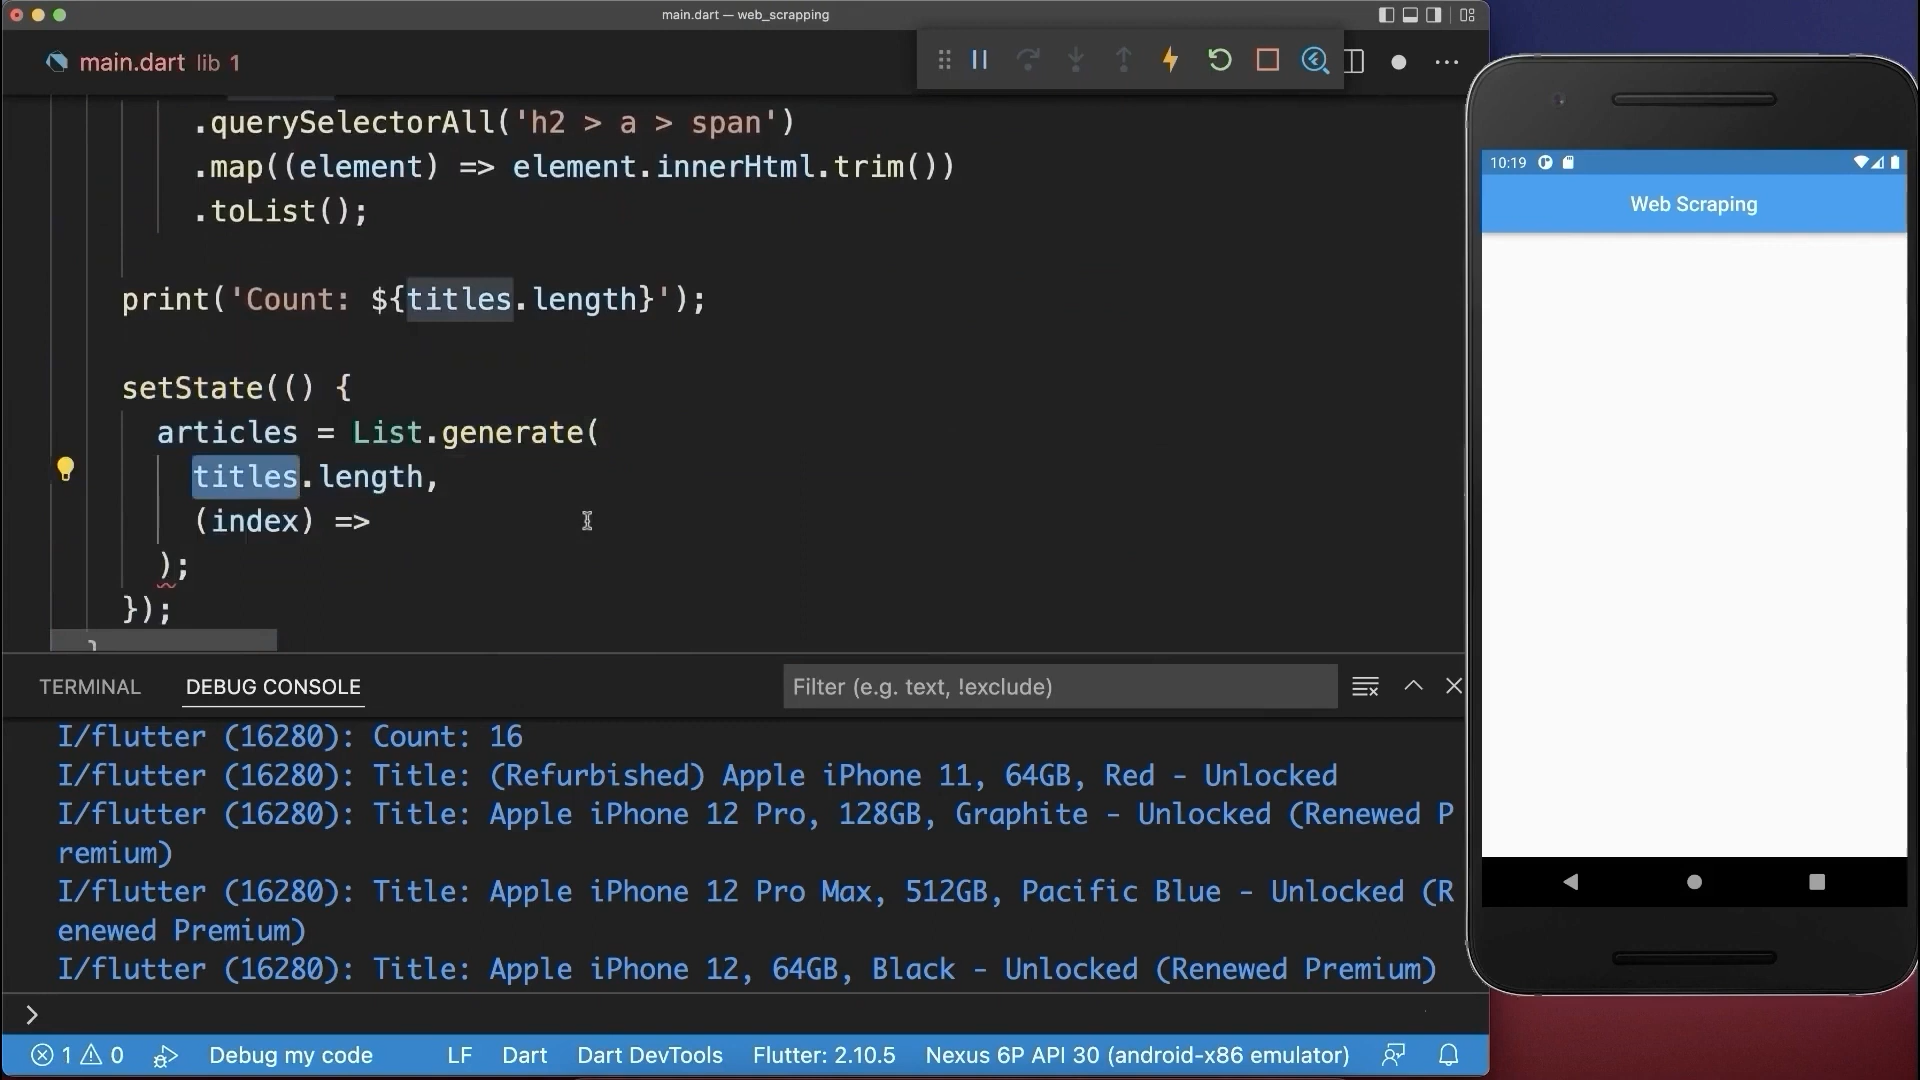 main.dart — web_scrapping
main.dart lib 1
.querySelectorAll('h2 > a > span')
.map((element) => element.innerHtml.trim())
.toList();
print('Count: ${titles.length}');
setState(() {
articles = List.generate(
titles.length,
(index) =>
);
});
}
TERMINAL
DEBUG CONSOLE
Filter (e.g. text, !exclude)
I/flutter (16280): Count: 16
I/flutter (16280): Title: (Refurbished) Apple iPhone 11, 64GB, Red - Unlocked
I/flutter (16280): Title: Apple iPhone 12 Pro, 128GB, Graphite - Unlocked (Renewed P
remium)
I/flutter (16280): Title: Apple iPhone 12 Pro Max, 512GB, Pacific Blue - Unlocked (R
enewed Premium)
I/flutter (16280): Title: Apple iPhone 12, 64GB, Black - Unlocked (Renewed Premium)
1 0 Debug my code LF Dart Dart DevTools Flutter: 2.10.5 Nexus 6P API 30 (android-x86 emulator)
10:19
Web Scraping